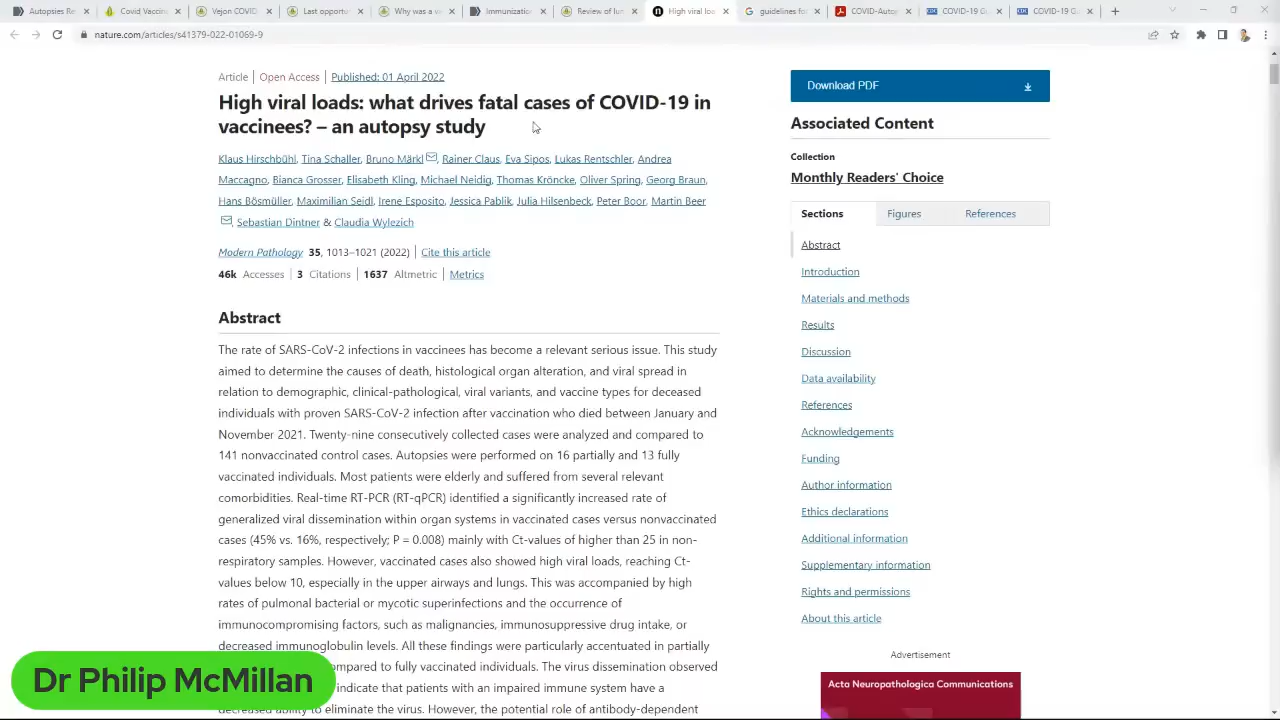 Autopsies Re
Autopsies Co
Vejon COVID
Last opportu
Autopsy Was
She was a w
Immunization
Review of lun
High viral loa
guidelines fo
COVID Auto
COVID-19 G
COVID-19 G
nature.com/articles/s41379-022-01069-9
Article | Open Access | Published: 01 April 2022
High viral loads: what drives fatal cases of COVID-19 in
vaccinees? – an autopsy study
Klaus Hirschbühl, Tina Schaller, Bruno Märkl, Rainer Claus, Eva Sipos, Lukas Rentschler, Andrea
Maccagno, Bianca Grosser, Elisabeth Kling, Michael Neidig, Thomas Kröncke, Oliver Spring, Georg Braun,
Hans Bösmüller, Maximilian Seidl, Irene Esposito, Jessica Pablik, Julia Hilsenbeck, Peter Boor, Martin Beer
Sebastian Dintner & Claudia Wylezich
Modern Pathology 35, 1013–1021 (2022) | Cite this article
46k Accesses | 3 Citations | 1637 Altmetric | Metrics
Abstract
The rate of SARS-CoV-2 infections in vaccinees has become a relevant serious issue. This study
aimed to determine the causes of death, histological organ alteration, and viral spread in
relation to demographic, clinical-pathological, viral variants, and vaccine types for deceased
individuals with proven SARS-CoV-2 infection after vaccination who died between January and
November 2021. Twenty-nine consecutively collected cases were analyzed and compared to
141 nonvaccinated control cases. Autopsies were performed on 16 partially and 13 fully
vaccinated individuals. Most patients were elderly and suffered from several relevant
comorbidities. Real-time RT-PCR (RT-qPCR) identified a significantly increased rate of
generalized viral dissemination within organ systems in vaccinated cases versus nonvaccinated
cases (45% vs. 16%, respectively; P = 0.008) mainly with Ct-values of higher than 25 in non-
respiratory samples. However, vaccinated cases also showed high viral loads, reaching Ct-
values below 10, especially in the upper airways and lungs. This was accompanied by high
rates of pulmonary bacterial or mycotic superinfections and the occurrence of
immunocompromising factors, such as malignancies, immunosuppressive drug intake, or
decreased immunoglobulin levels. All these findings were particularly accentuated in partially
compared to fully vaccinated individuals. The virus dissemination observed
indicate that patients with an impaired immune system have a
decreased ability to eliminate the virus. However, the potential role of antibody-dependent
Dr Philip McMillan
Download PDF
Associated Content
Collection
Monthly Readers' Choice
Sections
Figures
References
Abstract
Introduction
Materials and methods
Results
Discussion
Data availability
References
Acknowledgements
Funding
Author information
Ethics declarations
Additional information
Supplementary information
Rights and permissions
About this article
Advertisement
Acta Neuropathologica Communications